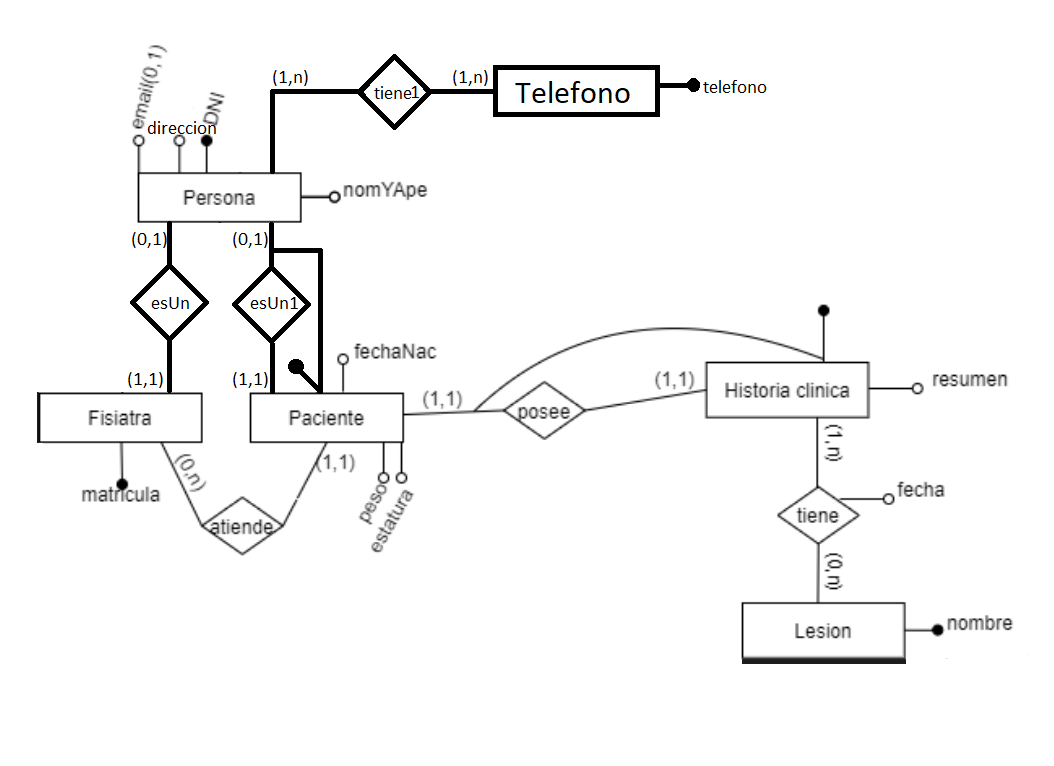 email(0,1)
direccion
DNI
(1,n)
tiene1
(1,n)
Telefono
telefono
Persona
nomYApe
(0,1)
(0,1)
esUn
esUn1
(1,1)
(1,1)
fechaNac
Fisiatra
Paciente
(1,1)
posee
(1,1)
Historia clinica
resumen
matricula
(0,n)
(1,1)
atiende
peso
estatura
(1,n)
tiene
fecha
(0,n)
Lesion
nombre